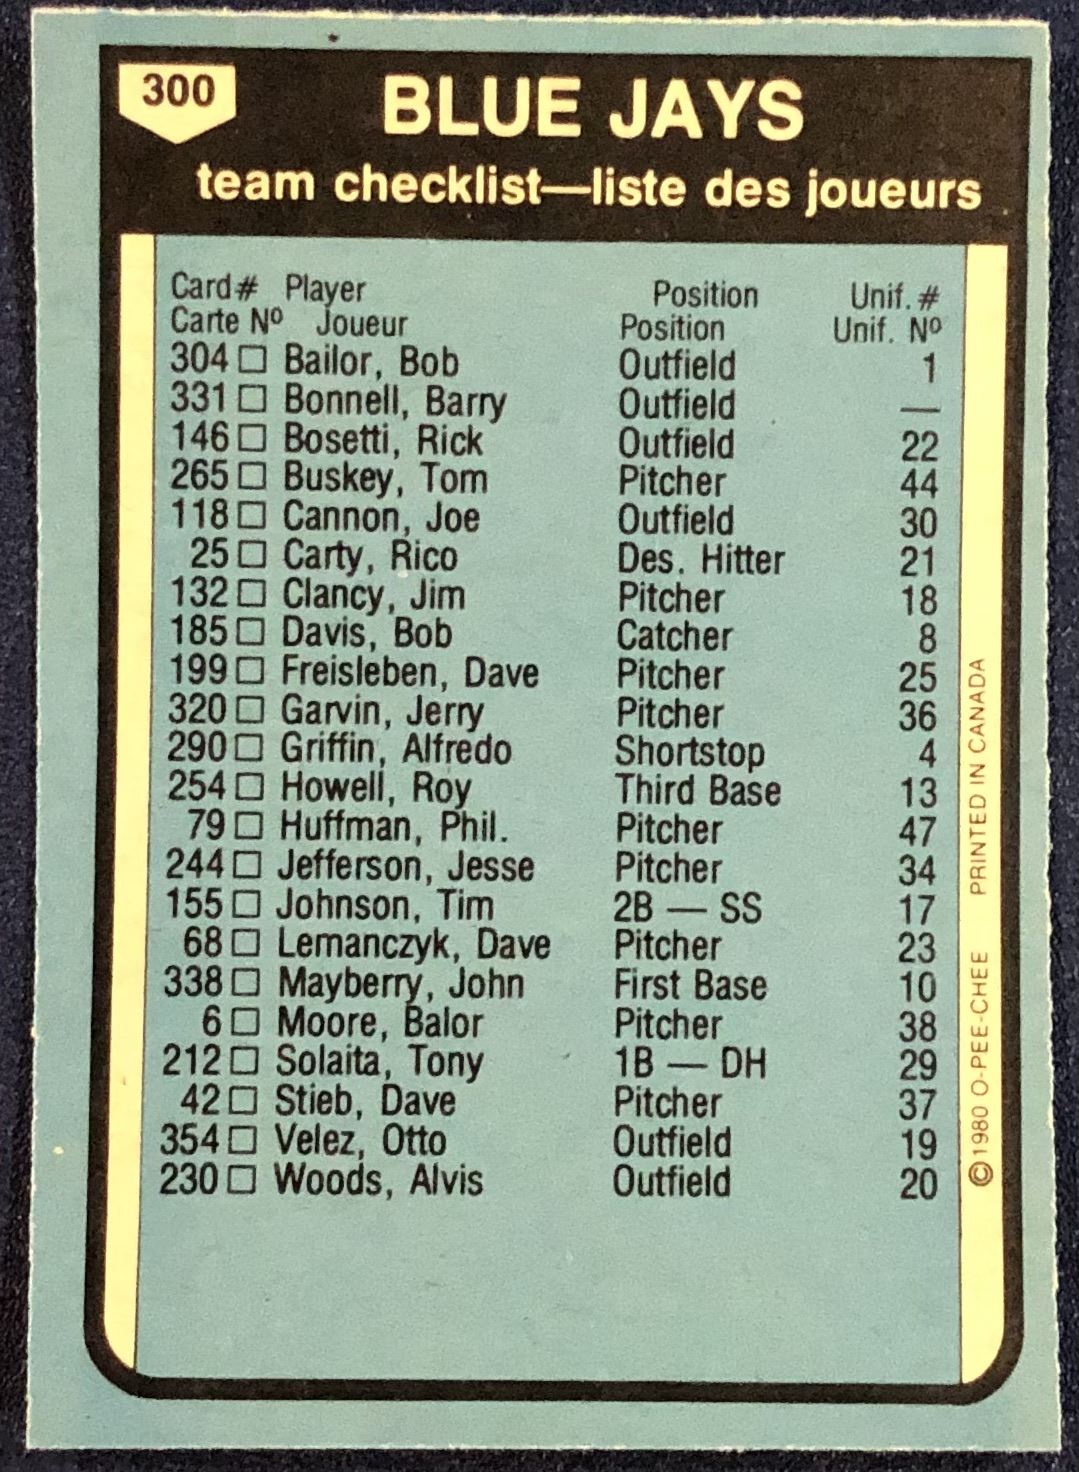 300
BLUE JAYS
team checklist—liste des joueurs
Card# Player Position Unif. #
Carte Nº Joueur Position Unif. Nº
304 □ Bailor, Bob Outfield 1
331 □ Bonnell, Barry Outfield —
146 □ Bosetti, Rick Outfield 22
265 □ Buskey, Tom Pitcher 44
118 □ Cannon, Joe Outfield 30
25 □ Carty, Rico Des. Hitter 21
132 □ Clancy, Jim Pitcher 18
185 □ Davis, Bob Catcher 8
199 □ Freisleben, Dave Pitcher 25
320 □ Garvin, Jerry Pitcher 36
290 □ Griffin, Alfredo Shortstop 4
254 □ Howell, Roy Third Base 13
79 □ Huffman, Phil. Pitcher 47
244 □ Jefferson, Jesse Pitcher 34
155 □ Johnson, Tim 2B — SS 17
68 □ Lemanczyk, Dave Pitcher 23
338 □ Mayberry, John First Base 10
6 □ Moore, Balor Pitcher 38
212 □ Solaita, Tony 1B — DH 29
42 □ Stieb, Dave Pitcher 37
354 □ Velez, Otto Outfield 19
230 □ Woods, Alvis Outfield 20
©1980 O-PEE-CHEE PRINTED IN CANADA